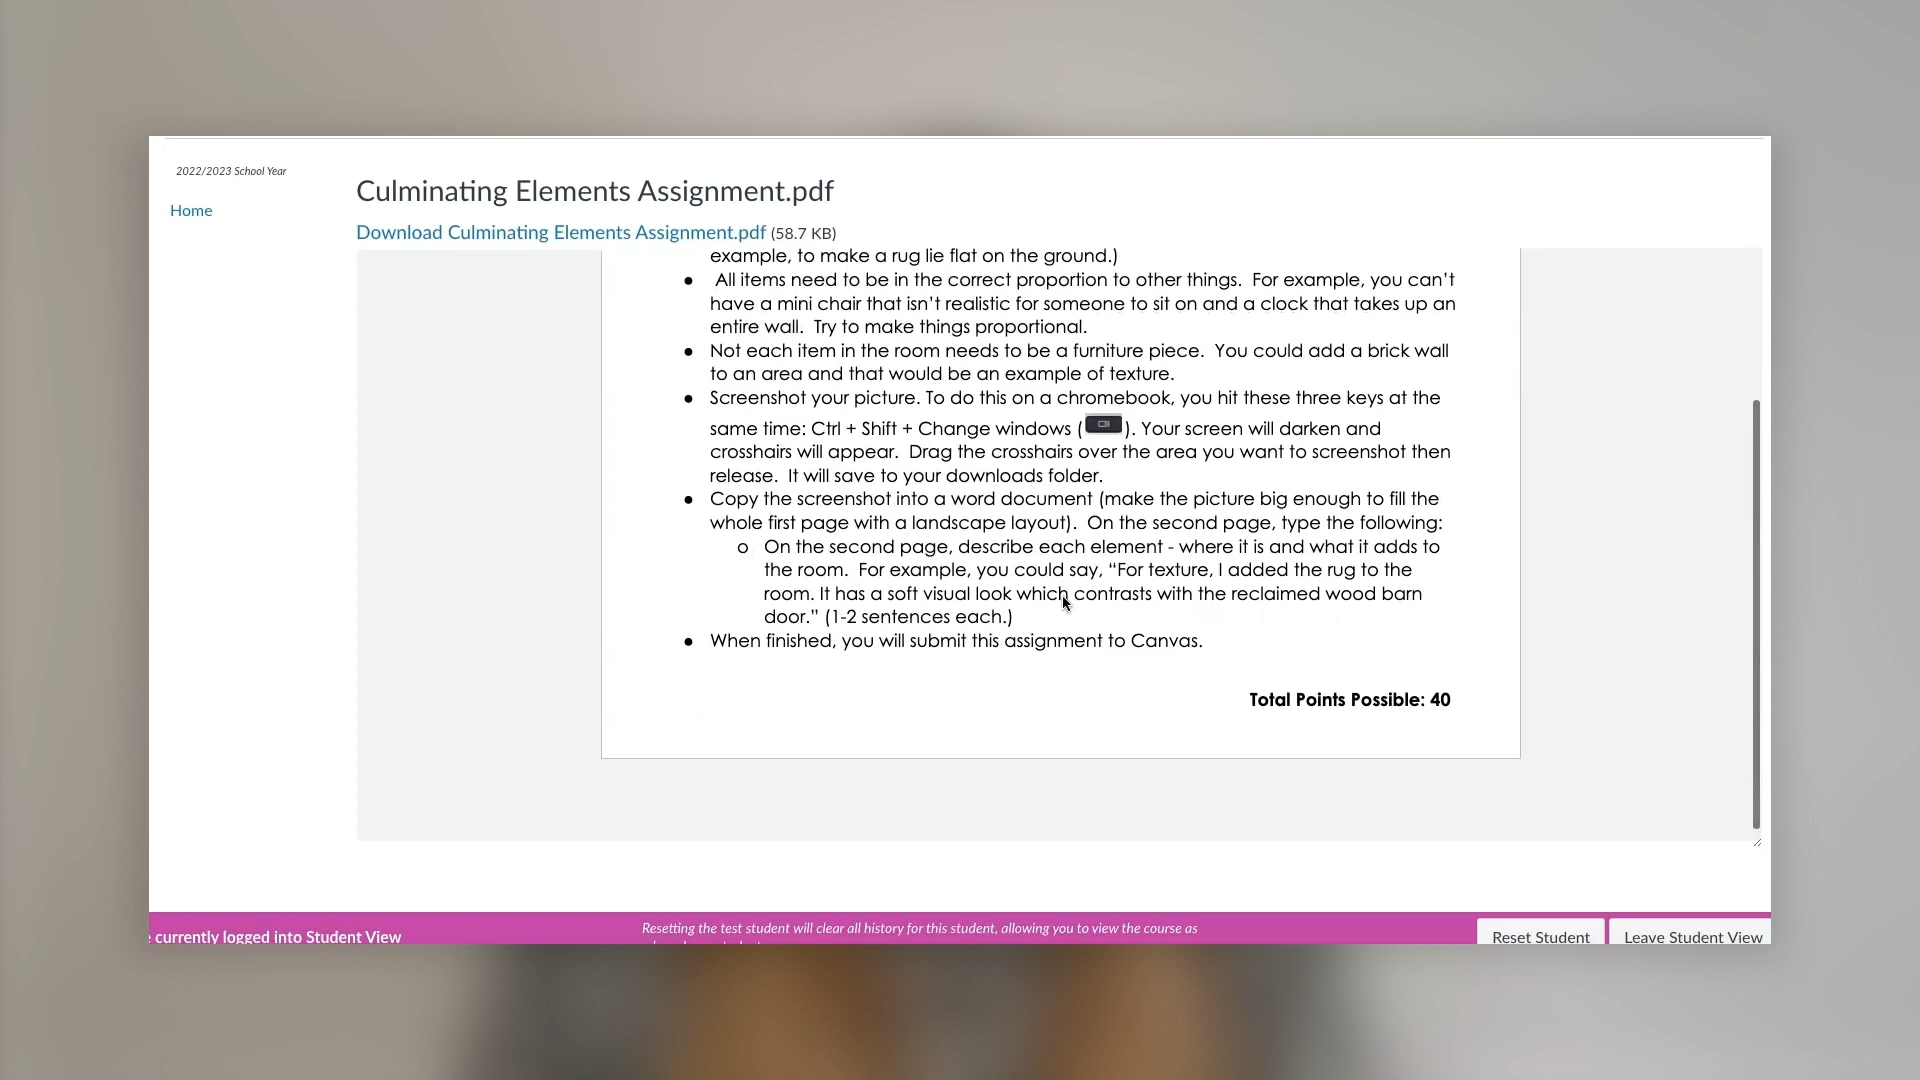 2022/2023 School Year
Home
Culminating Elements Assignment.pdf
Download Culminating Elements Assignment.pdf (58.7 KB)
example, to make a rug lie flat on the ground.)
● All items need to be in the correct proportion to other things. For example, you can’t
have a mini chair that isn’t realistic for someone to sit on and a clock that takes up an
entire wall. Try to make things proportional.
● Not each item in the room needs to be a furniture piece. You could add a brick wall
to an area and that would be an example of texture.
● Screenshot your picture. To do this on a chromebook, you hit these three keys at the
same time: Ctrl + Shift + Change windows ( ). Your screen will darken and
crosshairs will appear. Drag the crosshairs over the area you want to screenshot then
release. It will save to your downloads folder.
● Copy the screenshot into a word document (make the picture big enough to fill the
whole first page with a landscape layout). On the second page, type the following:
o On the second page, describe each element - where it is and what it adds to
the room. For example, you could say, “For texture, I added the rug to the
room. It has a soft visual look which contrasts with the reclaimed wood barn
door.” (1-2 sentences each.)
● When finished, you will submit this assignment to Canvas.
Total Points Possible: 40
currently logged into Student View
Resetting the test student will clear all history for this student, allowing you to view the course as
Reset Student
Leave Student View